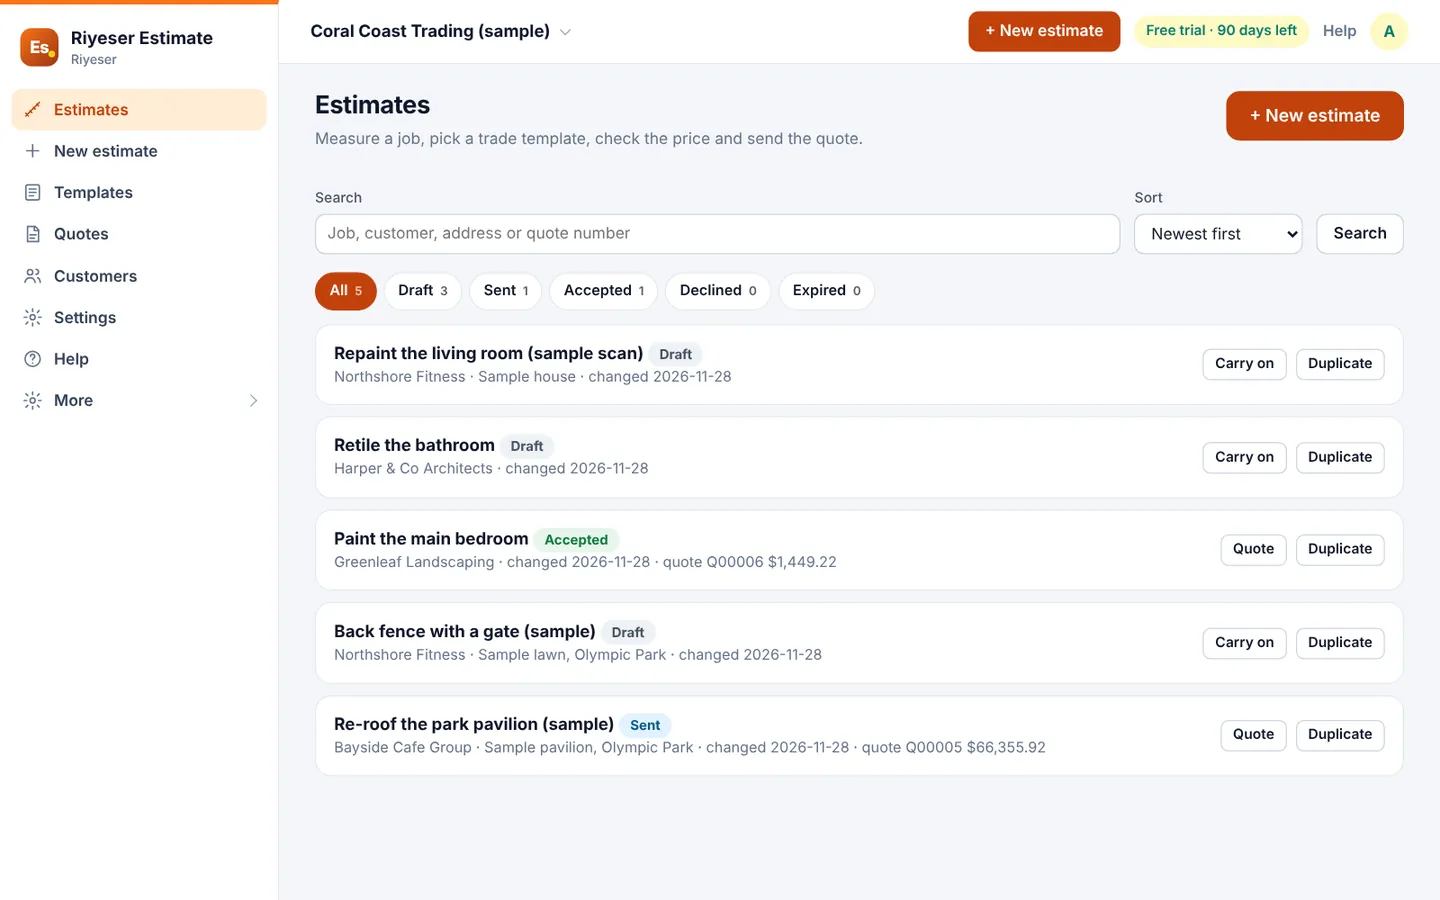 Es
Riyeser Estimate
Riyeser
Estimates
New estimate
Templates
Quotes
Customers
Settings
Help
More
Coral Coast Trading (sample)
+ New estimate
Free trial · 90 days left
Help
A
Estimates
Measure a job, pick a trade template, check the price and send the quote.
+ New estimate
Search
Sort
Job, customer, address or quote number
Newest first
Search
All 5
Draft 3
Sent 1
Accepted 1
Declined 0
Expired 0
Repaint the living room (sample scan) Draft
Northshore Fitness · Sample house · changed 2026-11-28
Carry on
Duplicate
Retile the bathroom Draft
Harper & Co Architects · changed 2026-11-28
Carry on
Duplicate
Paint the main bedroom Accepted
Greenleaf Landscaping · changed 2026-11-28 · quote Q00006 $1,449.22
Quote
Duplicate
Back fence with a gate (sample) Draft
Northshore Fitness · Sample lawn, Olympic Park · changed 2026-11-28
Carry on
Duplicate
Re-roof the park pavilion (sample) Sent
Bayside Cafe Group · Sample pavilion, Olympic Park · changed 2026-11-28 · quote Q00005 $66,355.92
Quote
Duplicate